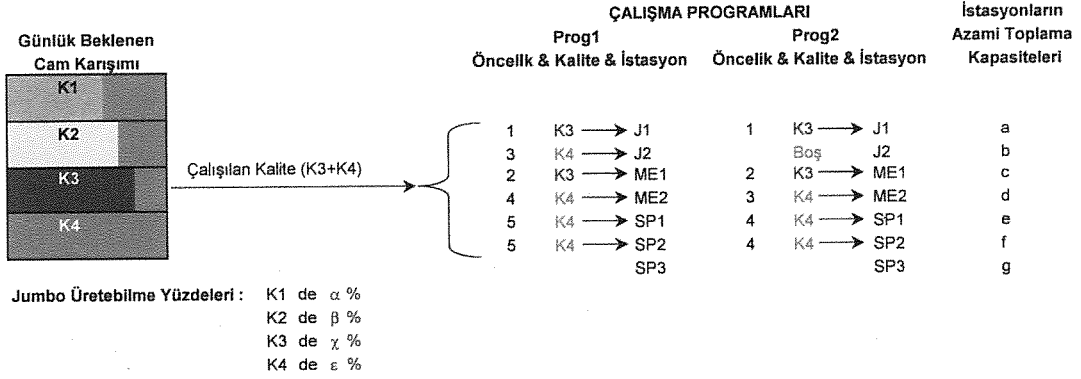 ÇALIŞMA PROGRAMLARI
İstasyonların
Azami Toplama
Kapasiteleri
Günlük Beklenen
Cam Karışımı
Prog1
Öncelik & Kalite & İstasyon
Prog2
Öncelik & Kalite & İstasyon
K1
K2
K3
K4
Çalışılan Kalite (K3+K4)
1 K3 → J1 1 K3 → J1 a
3 K4 → J2 Boş J2 b
2 K3 → ME1 2 K3 → ME1 c
4 K4 → ME2 3 K4 → ME2 d
5 K4 → SP1 4 K4 → SP1 e
5 K4 → SP2 4 K4 → SP2 f
SP3 SP3 g
Jumbo Üretebilme Yüzdeleri : K1 de α %
K2 de β %
K3 de χ %
K4 de ε %